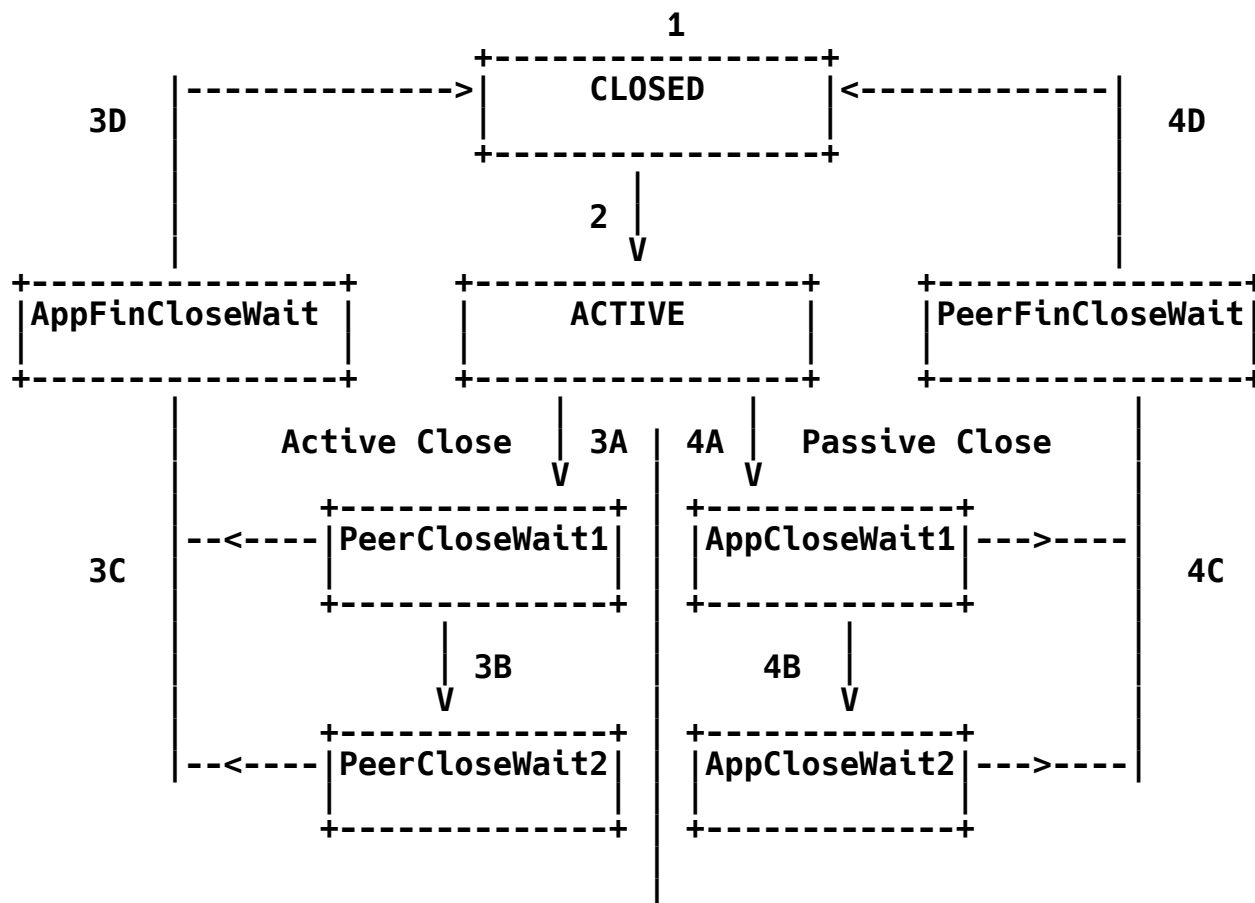 1
CLOSED
3D 4D
2
AppFinCloseWait ACTIVE PeerFinCloseWait
Active Close 3A 4A Passive Close
V V
PeerCloseWait1 AppCloseWait1
3C 4C
3B 4B
V V
PeerCloseWait2 AppCloseWait2